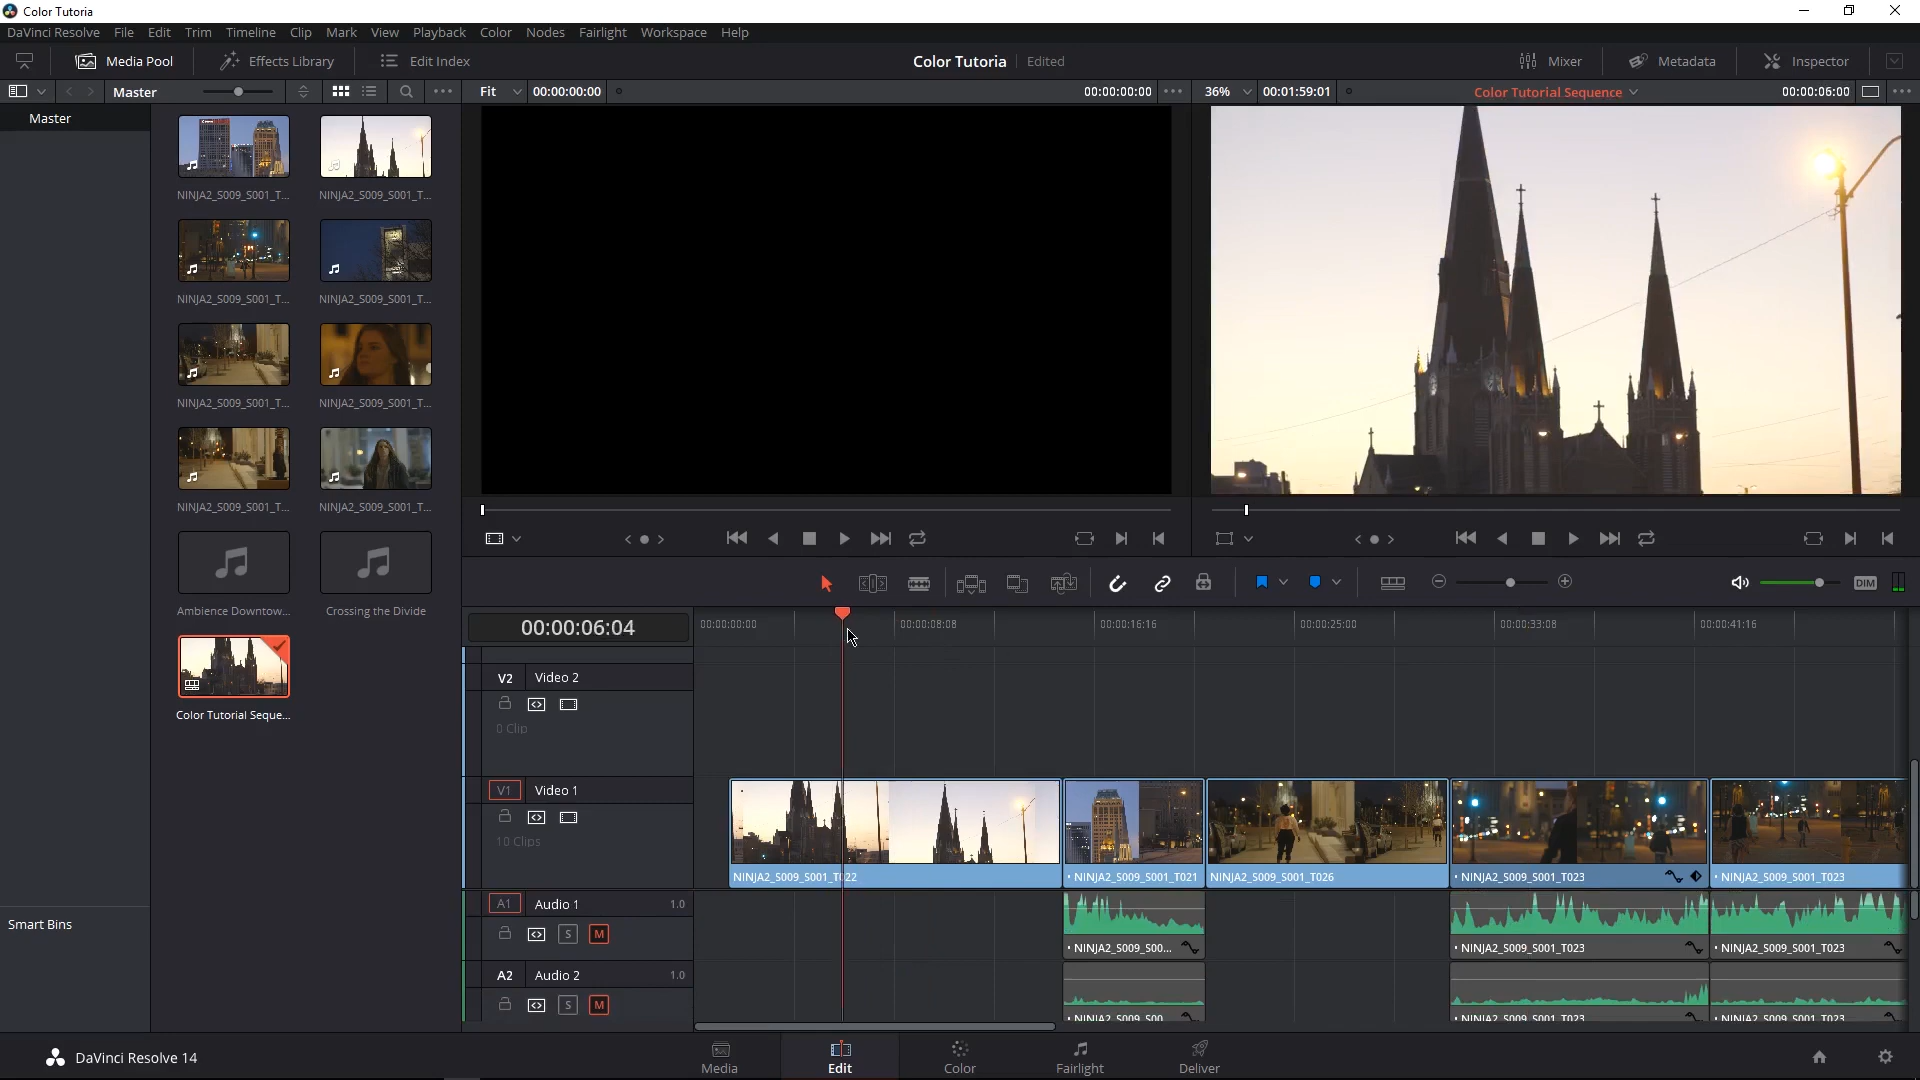 Color Tutoria
DaVinci Resolve File Edit Trim Timeline Clip Mark View Playback Color Nodes Fairlight Workspace Help
Media Pool Effects Library Edit Index Color Tutoria Edited Mixer Metadata Inspector
Master Fit 00:00:00:00 00:00:00:00 36% 00:01:59:01 Color Tutorial Sequence 00:00:06:00
Master
NINJA2_S009_S001_T... NINJA2_S009_S001_T...
NINJA2_S009_S001_T... NINJA2_S009_S001_T...
NINJA2_S009_S001_T... NINJA2_S009_S001_T...
NINJA2_S009_S001_T... NINJA2_S009_S001_T...
Ambience Downtow... Crossing the Divide
Color Tutorial Seque...
Smart Bins
DIM
00:00:06:04 00:00:00:00 00:00:08:08 00:00:16:16 00:00:25:00 00:00:33:08 00:00:41:16
V2 Video 2
0 Clip
V1 Video 1
10 Clips
NINJA2_S009_S001_T022 • NINJA2_S009_S001_T021 NINJA2_S009_S001_T026 • NINJA2_S009_S001_T023 • NINJA2_S009_S001_T023
A1 Audio 1 1.0
S M
• NINJA2_S009_S00... • NINJA2_S009_S001_T023 • NINJA2_S009_S001_T023
A2 Audio 2 1.0
S M
• NINJA2_S009_S00... • NINJA2_S009_S001_T023 • NINJA2_S009_S001_T023
DaVinci Resolve 14 Media Edit Color Fairlight Deliver